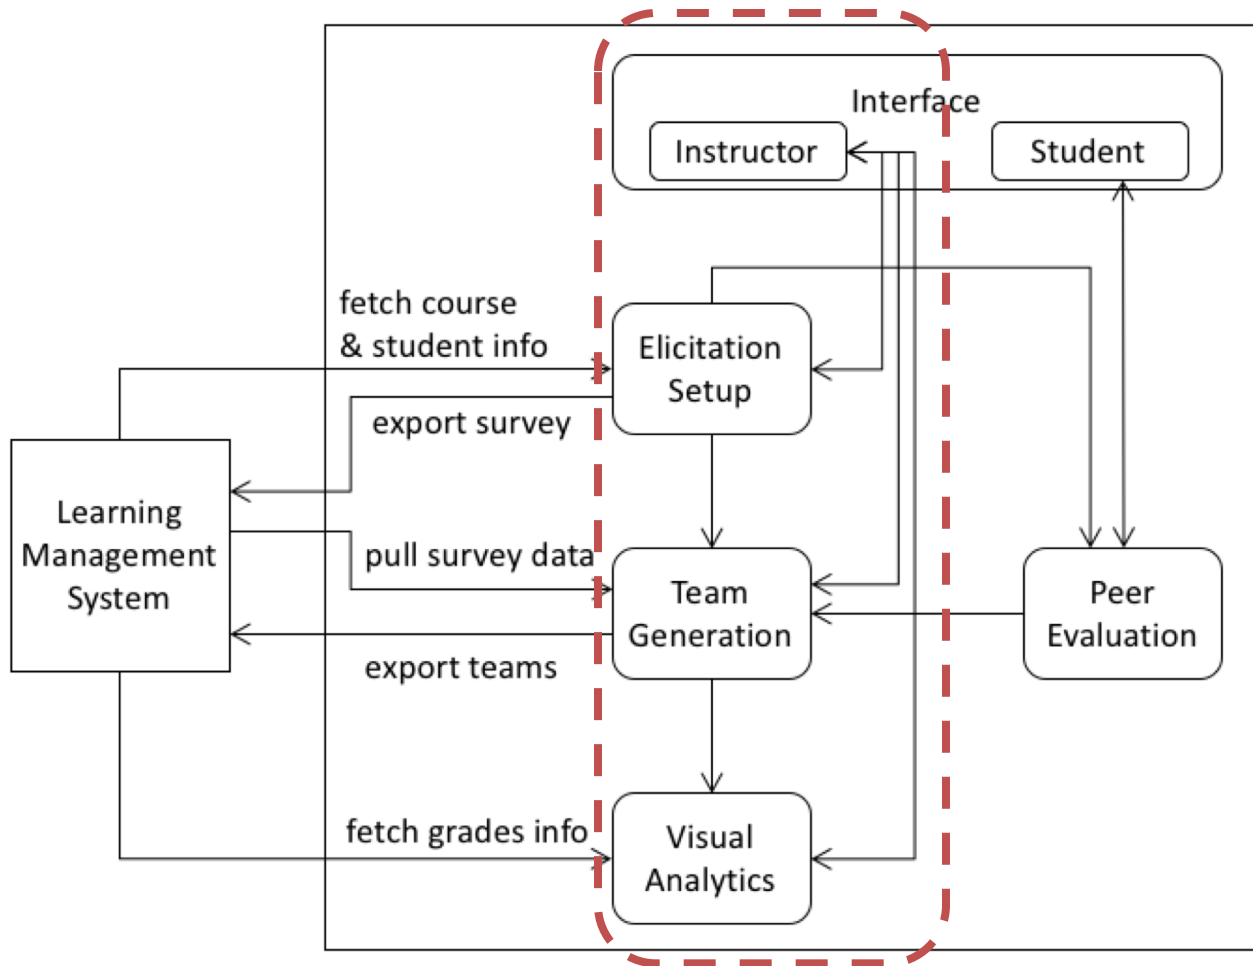 Interface
Instructor
Student
fetch course
& student info
Elicitation
Setup
export survey
Learning
Management
System
pull survey data
Team
Generation
Peer
Evaluation
export teams
fetch grades info
Visual
Analytics